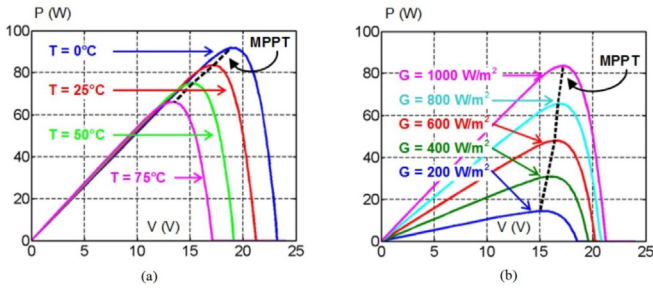 P (W)
100
80
60
40
20
0
T = 0°C
T = 25°C
T = 50°C
T = 75°C
MPPT
V (V)
0 5 10 15 20 25
(a)
P (W)
100
80
60
40
20
0
G = 1000 W/m²
G = 800 W/m²
G = 600 W/m²
G = 400 W/m²
G = 200 W/m²
MPPT
V (V)
0 5 10 15 20 25
(b)